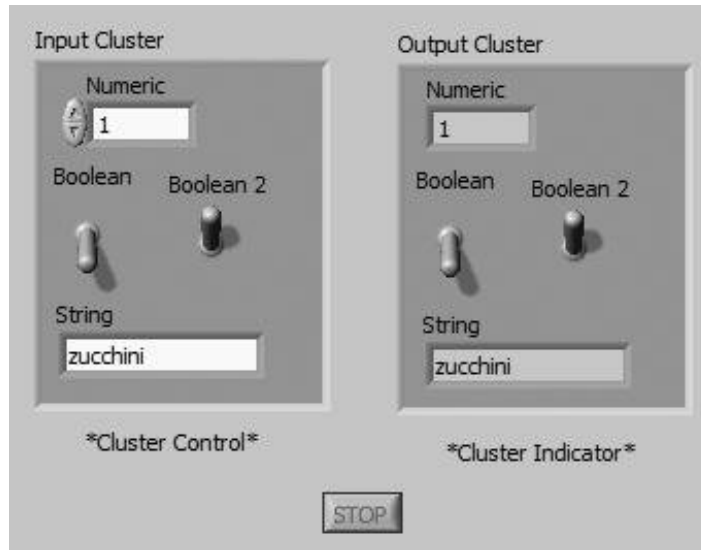 Input Cluster
Numeric
1
Boolean
Boolean 2
String
zucchini
*Cluster Control*
Output Cluster
Numeric
1
Boolean
Boolean 2
String
zucchini
*Cluster Indicator*
STOP